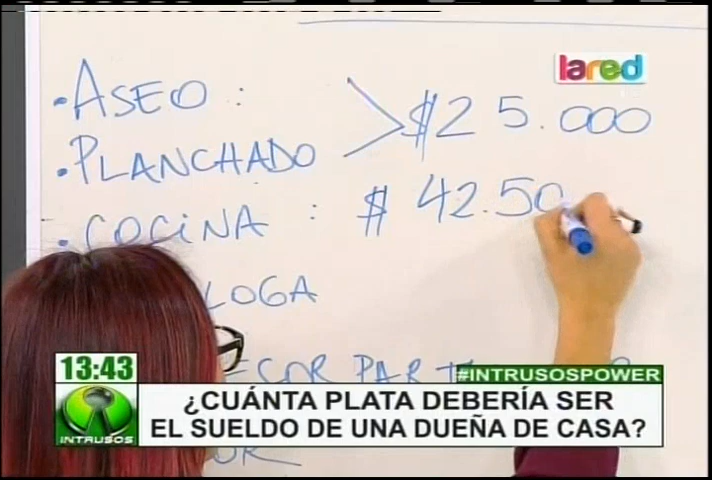 lared
• ASEO :
$25.000
• PLANCHADO
• COCINA : $ 42.50
LOGA
13:43
#INTRUSOSPOWER
INTRUSOS
¿CUÁNTA PLATA DEBERÍA SER
EL SUELDO DE UNA DUEÑA DE CASA?